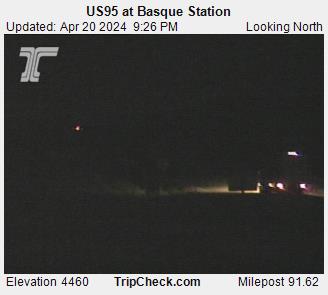 US95 at Basque Station
Updated: Apr 20 2024 9:26 PM Looking North
Elevation 4460 TripCheck.com Milepost 91.62